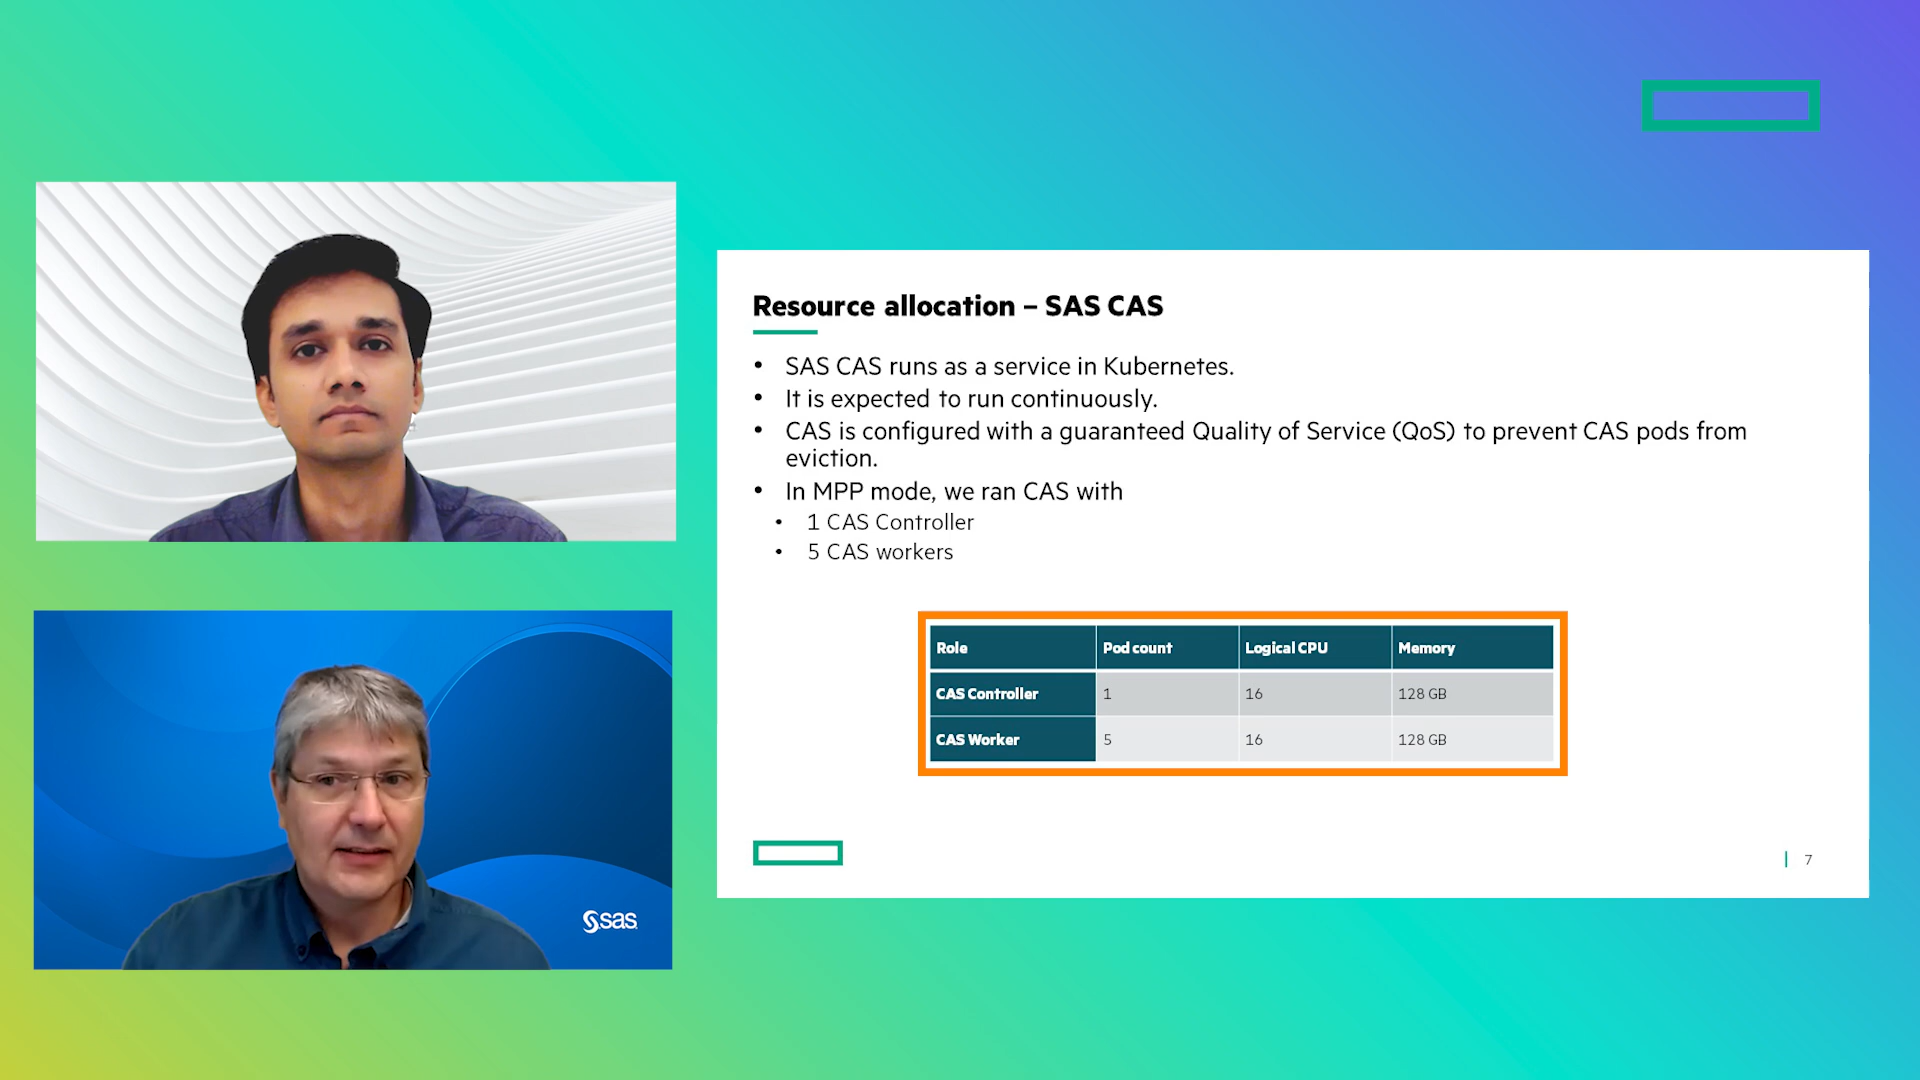 Resource allocation – SAS CAS
• SAS CAS runs as a service in Kubernetes.
• It is expected to run continuously.
• CAS is configured with a guaranteed Quality of Service (QoS) to prevent CAS pods from
eviction.
• In MPP mode, we ran CAS with
• 1 CAS Controller
• 5 CAS workers
Role Pod count Logical CPU Memory
CAS Controller 1 16 128 GB
CAS Worker 5 16 128 GB
7
sas